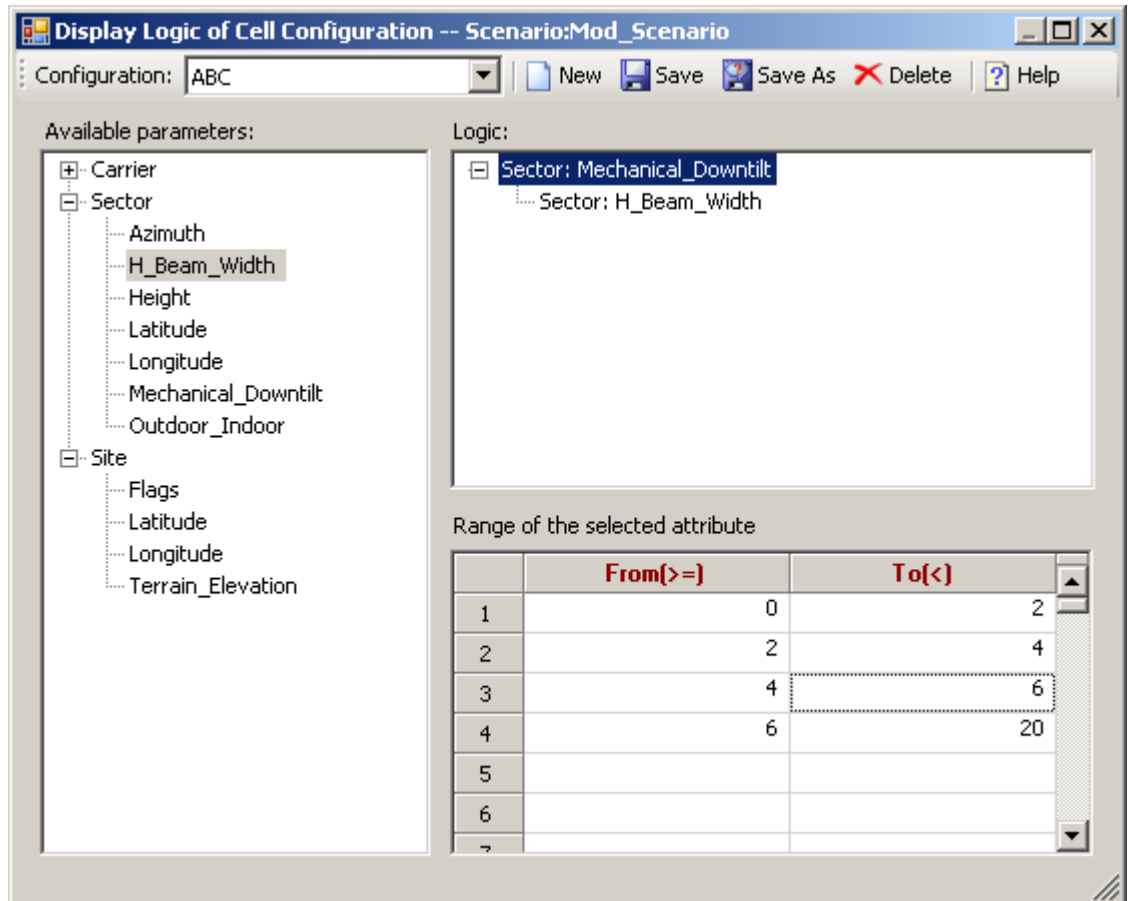 Display Logic of Cell Configuration -- Scenario:Mod_Scenario
Configuration: ABC New Save Save As Delete Help
Available parameters:
Carrier
Sector
Azimuth
H_Beam_Width
Height
Latitude
Longitude
Mechanical_Downtilt
Outdoor_Indoor
Site
Flags
Latitude
Longitude
Terrain_Elevation
Logic:
Sector: Mechanical_Downtilt
Sector: H_Beam_Width
Range of the selected attribute
From(>=) To(<)
1 0 2
2 2 4
3 4 6
4 6 20
5
6